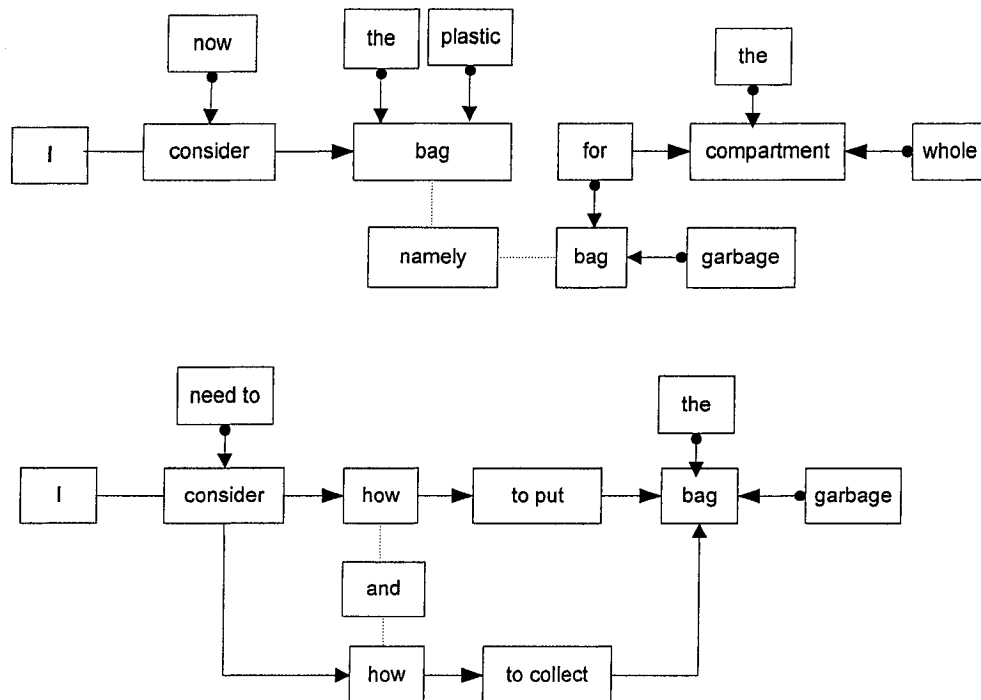 now
the
plastic
the
I
consider
bag
for
compartment
whole
namely
bag
garbage
need to
the
I
consider
how
to put
bag
garbage
and
how
to collect